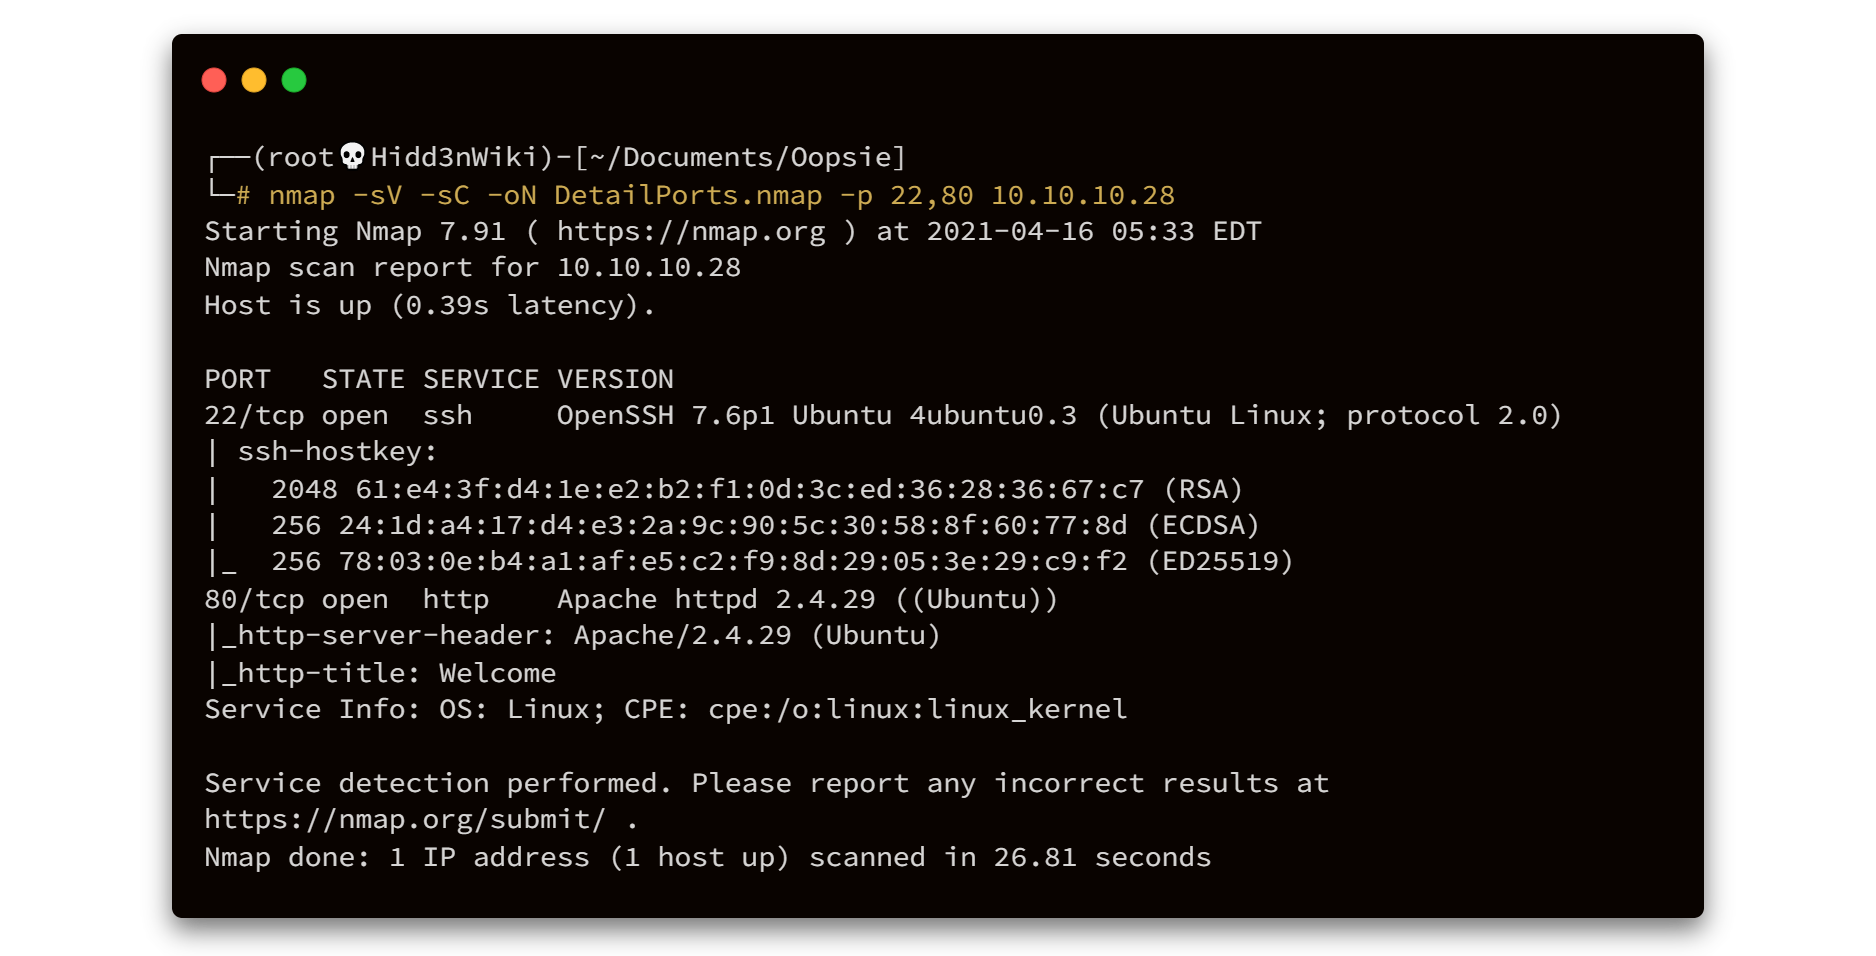 ┌──(root💀Hidd3nWiki)-[~/Documents/Oopsie]
└─# nmap -sV -sC -oN DetailPorts.nmap -p 22,80 10.10.10.28
Starting Nmap 7.91 ( https://nmap.org ) at 2021-04-16 05:33 EDT
Nmap scan report for 10.10.10.28
Host is up (0.39s latency).

PORT   STATE SERVICE VERSION
22/tcp open  ssh     OpenSSH 7.6p1 Ubuntu 4ubuntu0.3 (Ubuntu Linux; protocol 2.0)
| ssh-hostkey:
|   2048 61:e4:3f:d4:1e:e2:b2:f1:0d:3c:ed:36:28:36:67:c7 (RSA)
|   256 24:1d:a4:17:d4:e3:2a:9c:90:5c:30:58:8f:60:77:8d (ECDSA)
|_  256 78:03:0e:b4:a1:af:e5:c2:f9:8d:29:05:3e:29:c9:f2 (ED25519)
80/tcp open  http    Apache httpd 2.4.29 ((Ubuntu))
|_http-server-header: Apache/2.4.29 (Ubuntu)
|_http-title: Welcome
Service Info: OS: Linux; CPE: cpe:/o:linux:linux_kernel

Service detection performed. Please report any incorrect results at
https://nmap.org/submit/ .
Nmap done: 1 IP address (1 host up) scanned in 26.81 seconds